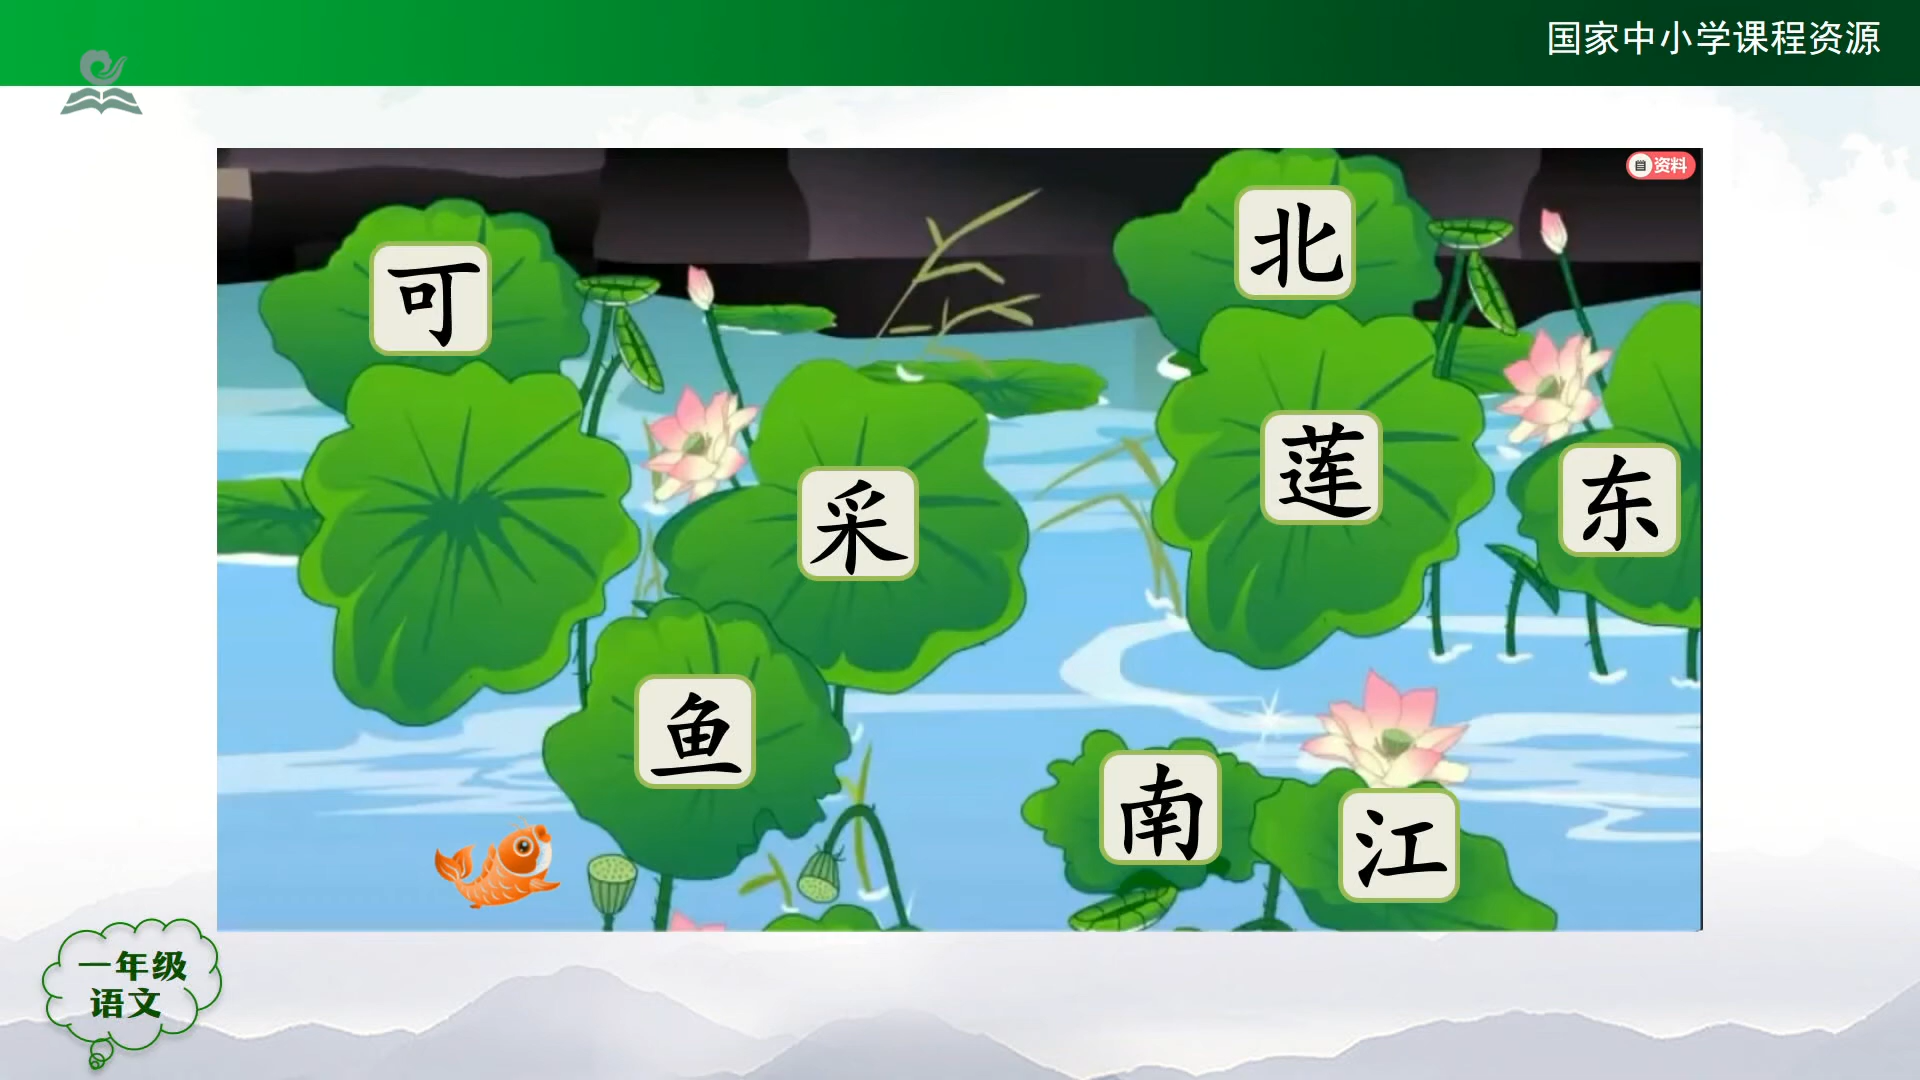 国家中小学课程资源
资料
可
北
采
莲
东
鱼
南
江
一年级
语文